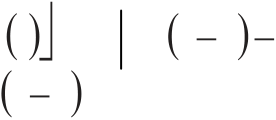 ( )⌋ | ( – )–
( – )